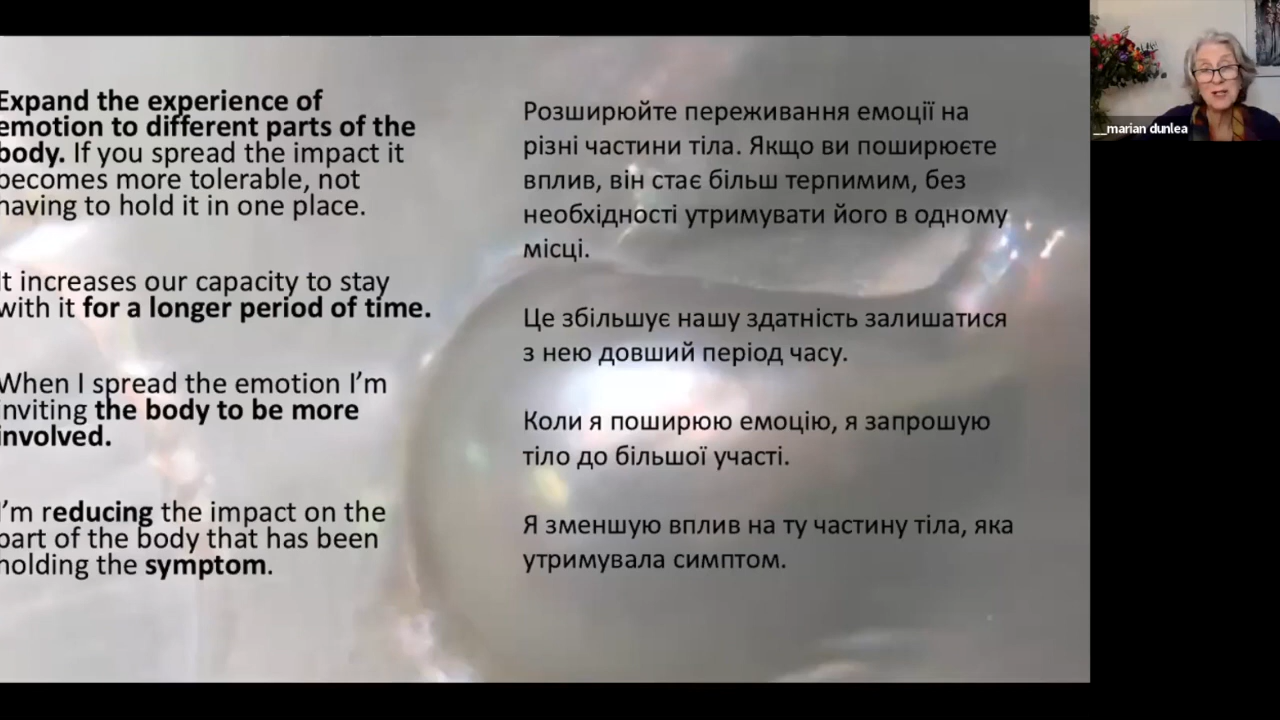 Expand the experience of
emotion to different parts of the
body. If you spread the impact it
becomes more tolerable, not
having to hold it in one place.
It increases our capacity to stay
with it for a longer period of time.
When I spread the emotion I’m
inviting the body to be more
involved.
I’m reducing the impact on the
part of the body that has been
holding the symptom.
Розширюйте переживання емоції на
різні частини тіла. Якщо ви поширюєте
вплив, він стає більш терпимим, без
необхідності утримувати його в одному
місці.
Це збільшує нашу здатність залишатися
з нею довший період часу.
Коли я поширюю емоцію, я запрошую
тіло до більшої участі.
Я зменшую вплив на ту частину тіла, яка
утримувала симптом.
__marian dunlea